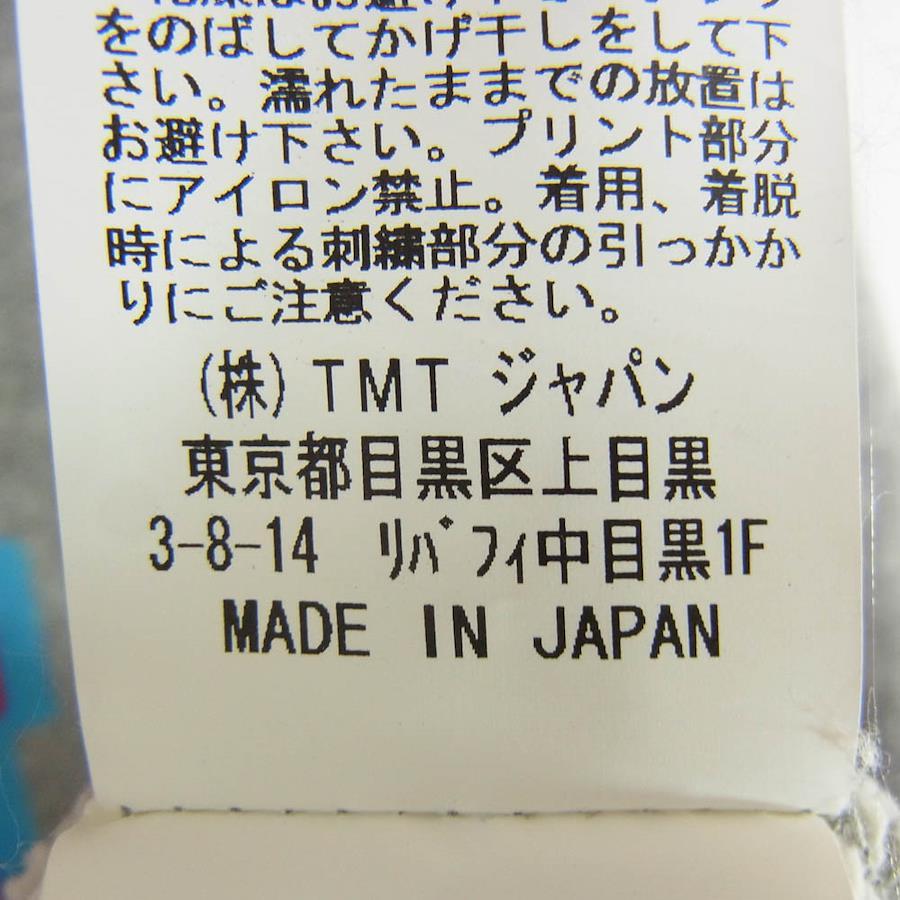 をのばしてかげ干しをして下
さい。濡れたままでの放置は
お避け下さい。プリント部分
にアイロン禁止。着用、着脱
時による刺繍部分の引っかか
りにご注意ください。
(株)TMT ジャパン
東京都目黒区上目黒
3-8-14 リバフィ中目黒1F
MADE IN JAPAN